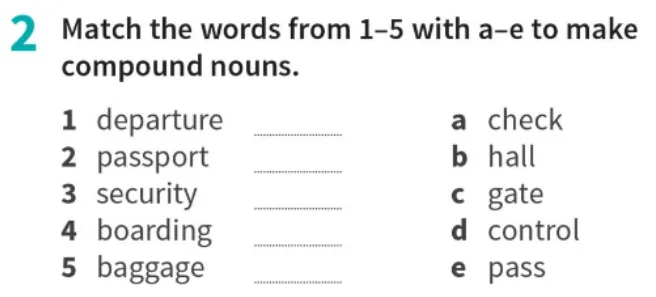 2 Match the words from 1–5 with a–e to make
compound nouns.
1 departure a check
2 passport b hall
3 security c gate
4 boarding d control
5 baggage e pass